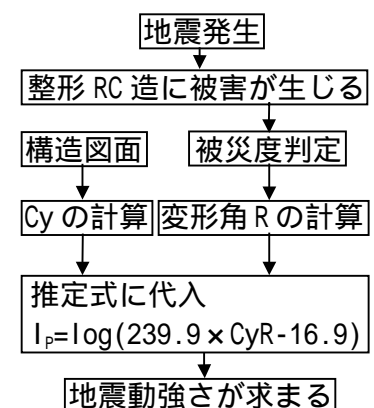 地震発生
整形 RC 造に被害が生じる
構造図面
被災度判定
Cy の計算
変形角 R の計算
推定式に代入
I_P=log(239.9×CyR-16.9)
地震動強さが求まる